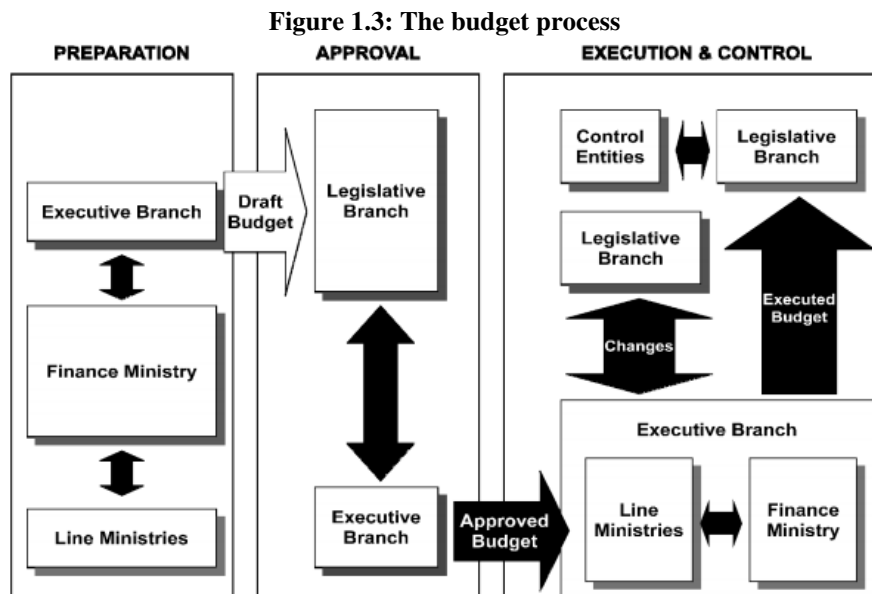 Figure 1.3: The budget process
PREPARATION
APPROVAL
EXECUTION & CONTROL
Executive Branch
Finance Ministry
Line Ministries
Draft
Budget
Legislative
Branch
Executive
Branch
Approved
Budget
Control
Entities
Legislative
Branch
Legislative
Branch
Changes
Executed
Budget
Executive Branch
Line
Ministries
Finance
Ministry